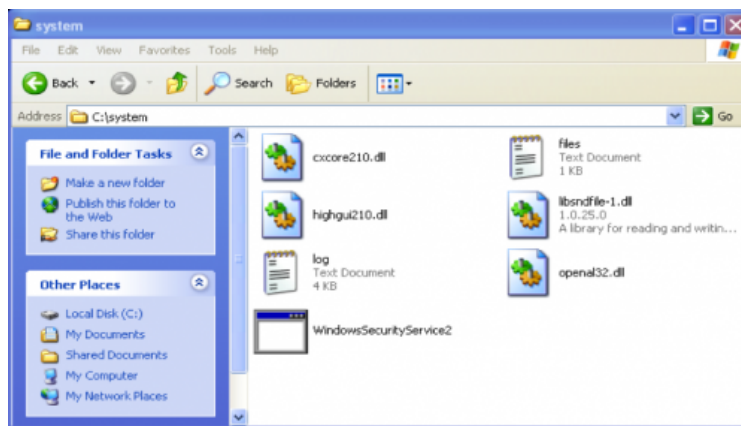 system
File Edit View Favorites Tools Help
Back Search Folders
Address C:\system Go
File and Folder Tasks
Make a new folder
Publish this folder to
the Web
Share this folder
Other Places
Local Disk (C:)
My Documents
Shared Documents
My Computer
My Network Places
cxcore210.dll
files
Text Document
1 KB
highgui210.dll
libsndfile-1.dll
1.0.25.0
A library for reading and writin...
log
Text Document
4 KB
openal32.dll
WindowsSecurityService2